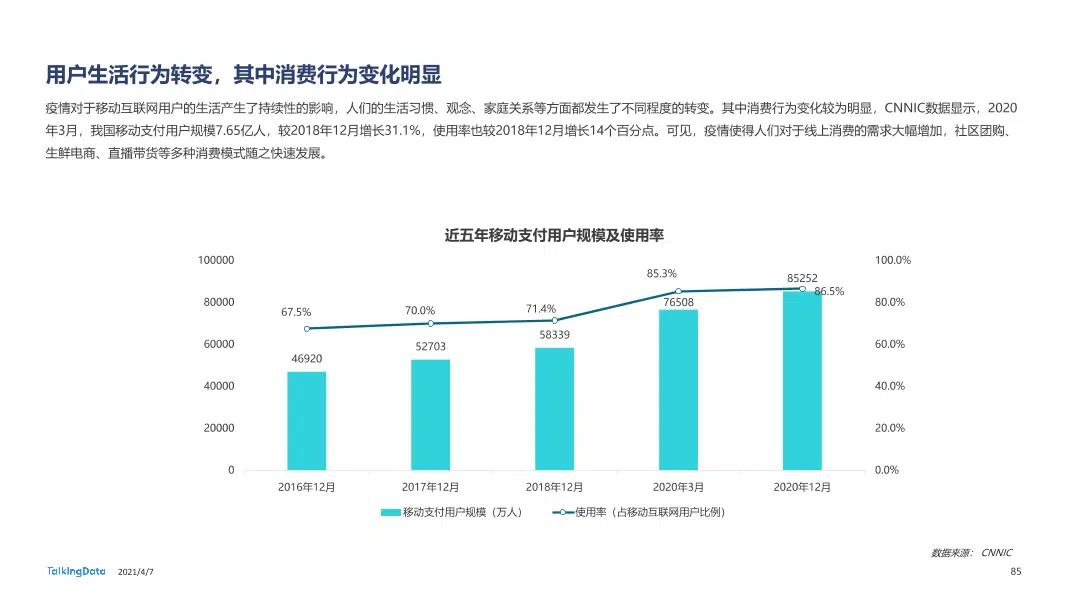 用户生活行为转变，其中消费行为变化明显
疫情对于移动互联网用户的生活产生了持续性的影响，人们的生活习惯、观念、家庭关系等方面都发生了不同程度的转变。其中消费行为变化较为明显，CNNIC数据显示，2020
年3月，我国移动支付用户规模7.65亿人，较2018年12月增长31.1%，使用率也较2018年12月增长14个百分点。可见，疫情使得人们对于线上消费的需求大幅增加，社区团购、
生鲜电商、直播带货等多种消费模式随之快速发展。
近五年移动支付用户规模及使用率
100000
80000
60000
40000
20000
0
100.0%
80.0%
60.0%
40.0%
20.0%
0.0%
67.5%
70.0%
71.4%
85.3%
86.5%
46920
52703
58339
76508
85252
2016年12月
2017年12月
2018年12月
2020年3月
2020年12月
移动支付用户规模（万人）
使用率（占移动互联网用户比例）
数据来源： CNNIC
TalkingData
2021/4/7
85